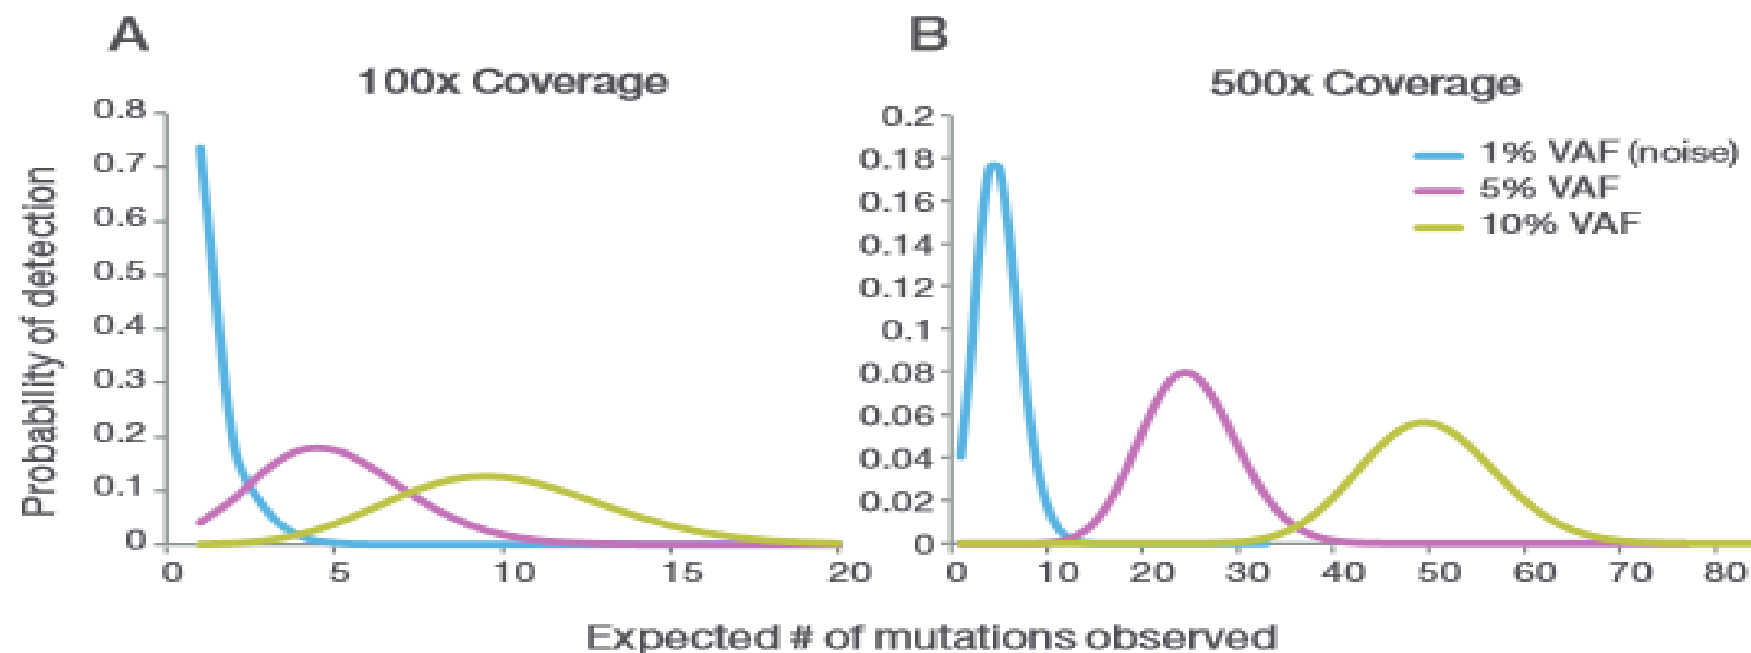 A
100x Coverage
0.8
0.7
0.6
0.5
0.4
0.3
0.2
0.1
0
0 5 10 15 20
Probability of detection
B
500x Coverage
0.2
0.18
0.16
0.14
0.12
0.1
0.08
0.06
0.04
0.02
0
0 10 20 30 40 50 60 70 80
1% VAF (noise)
5% VAF
10% VAF
Expected # of mutations observed